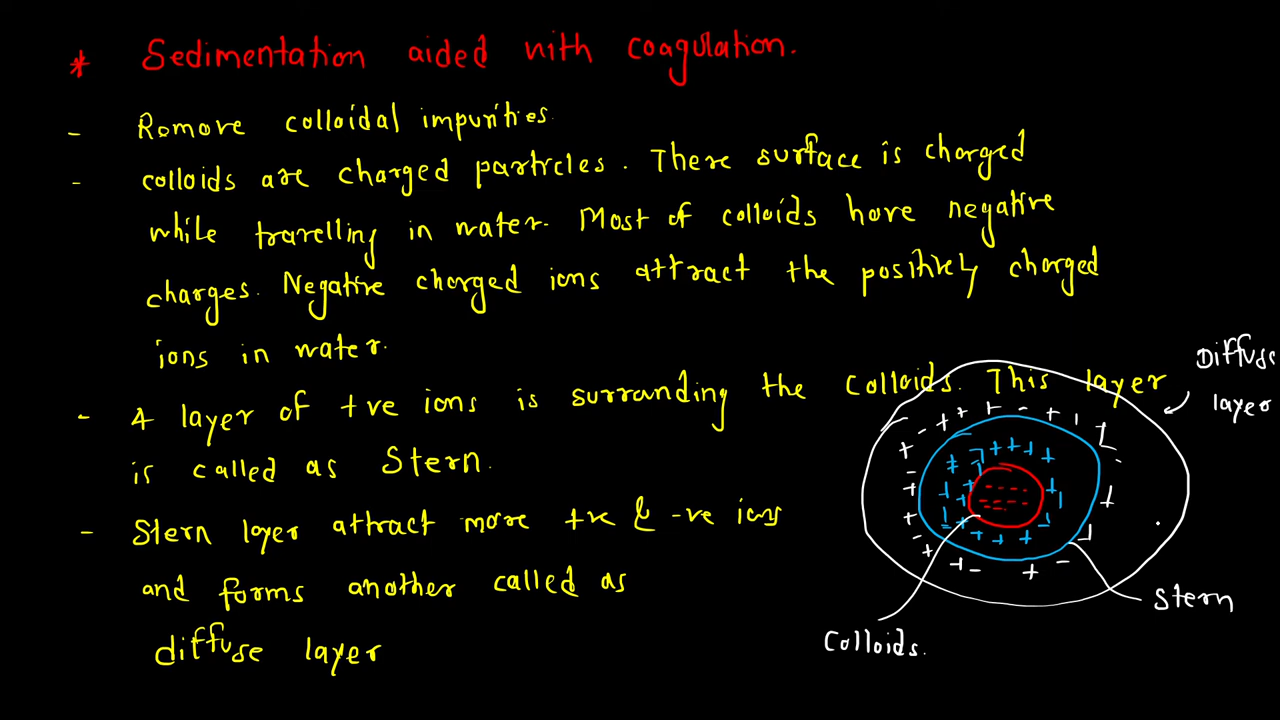 * Sedimentation aided with coagulation.
- Remove colloidal impurities.
- colloids are charged particles. There surface is charged
while travelling in water. Most of colloids have negative
charges. Negative charged ions attract the positively charged
ions in water.
- A layer of +ve ions is surranding the colloids. This layer
is called as Stern.
- Stern layer attract more +ve & -ve ions
and forms another called as
diffuse layer
Diffuse
layer
Stern
Colloids.